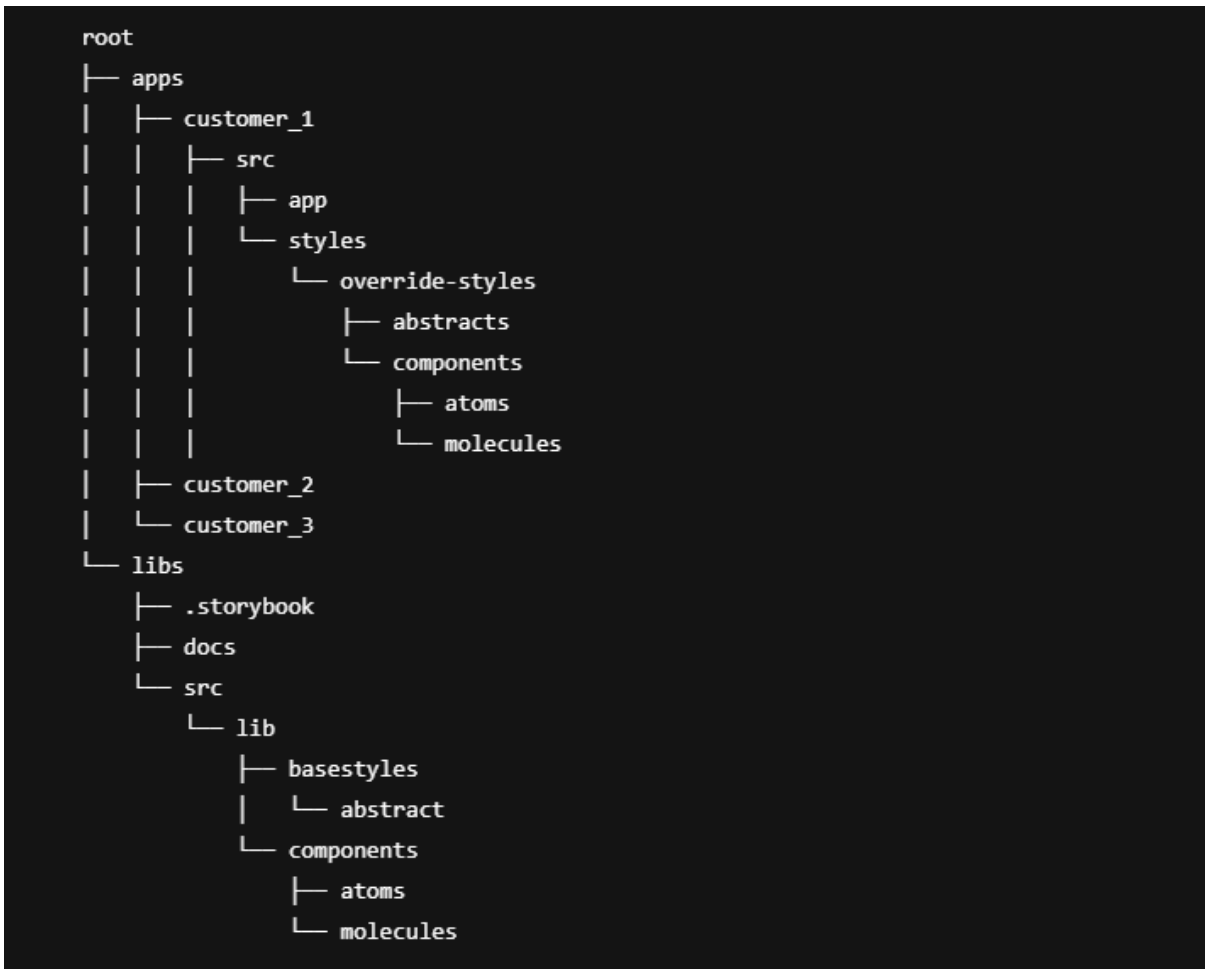 root
├── apps
│   ├── customer_1
│   │   ├── src
│   │   │   ├── app
│   │   │   └── styles
│   │   │       └── override-styles
│   │   │           ├── abstracts
│   │   │           └── components
│   │   │               ├── atoms
│   │   │               └── molecules
│   ├── customer_2
│   └── customer_3
└── libs
    ├── .storybook
    ├── docs
    └── src
        └── lib
            ├── basestyles
            │   └── abstract
            └── components
                ├── atoms
                └── molecules